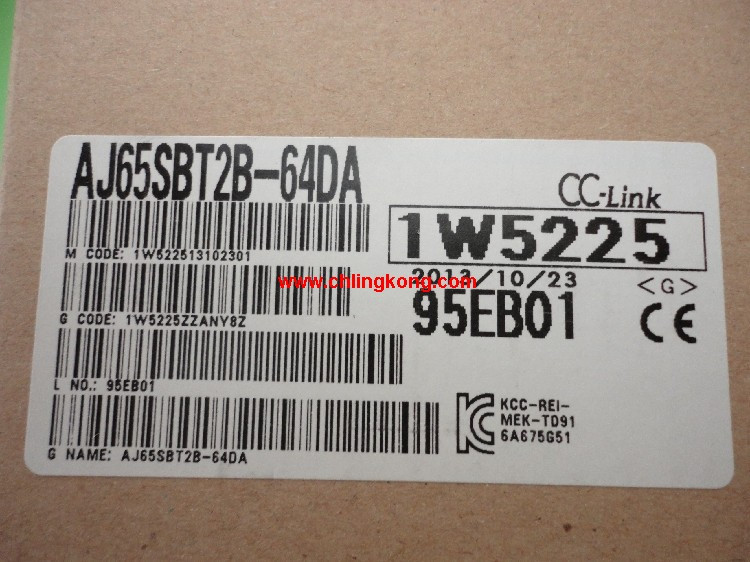 AJ65SBT2B-64DA
CC-Link
1W5225
M CODE: 1W522513102301
www.chlingkong.com
2013/10/23
<G>
95EB01
CE
G CODE: 1W5225ZZANY8Z
L NO.: 95EB01
KCC-REI-
MEK-TD91
6A675G51
G NAME: AJ65SBT2B-64DA